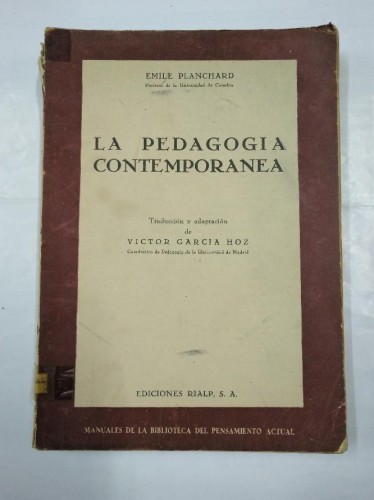 EMILE PLANCHARD
Profesor de la Universidad de Coimbra
LA PEDAGOGIA
CONTEMPORANEA
Traducción y adaptación
de
VICTOR GARCIA HOZ
Catedrático de Pedagogía de la Universidad de Madrid
EDICIONES RIALP, S. A.
MANUALES DE LA BIBLIOTECA DEL PENSAMIENTO ACTUAL